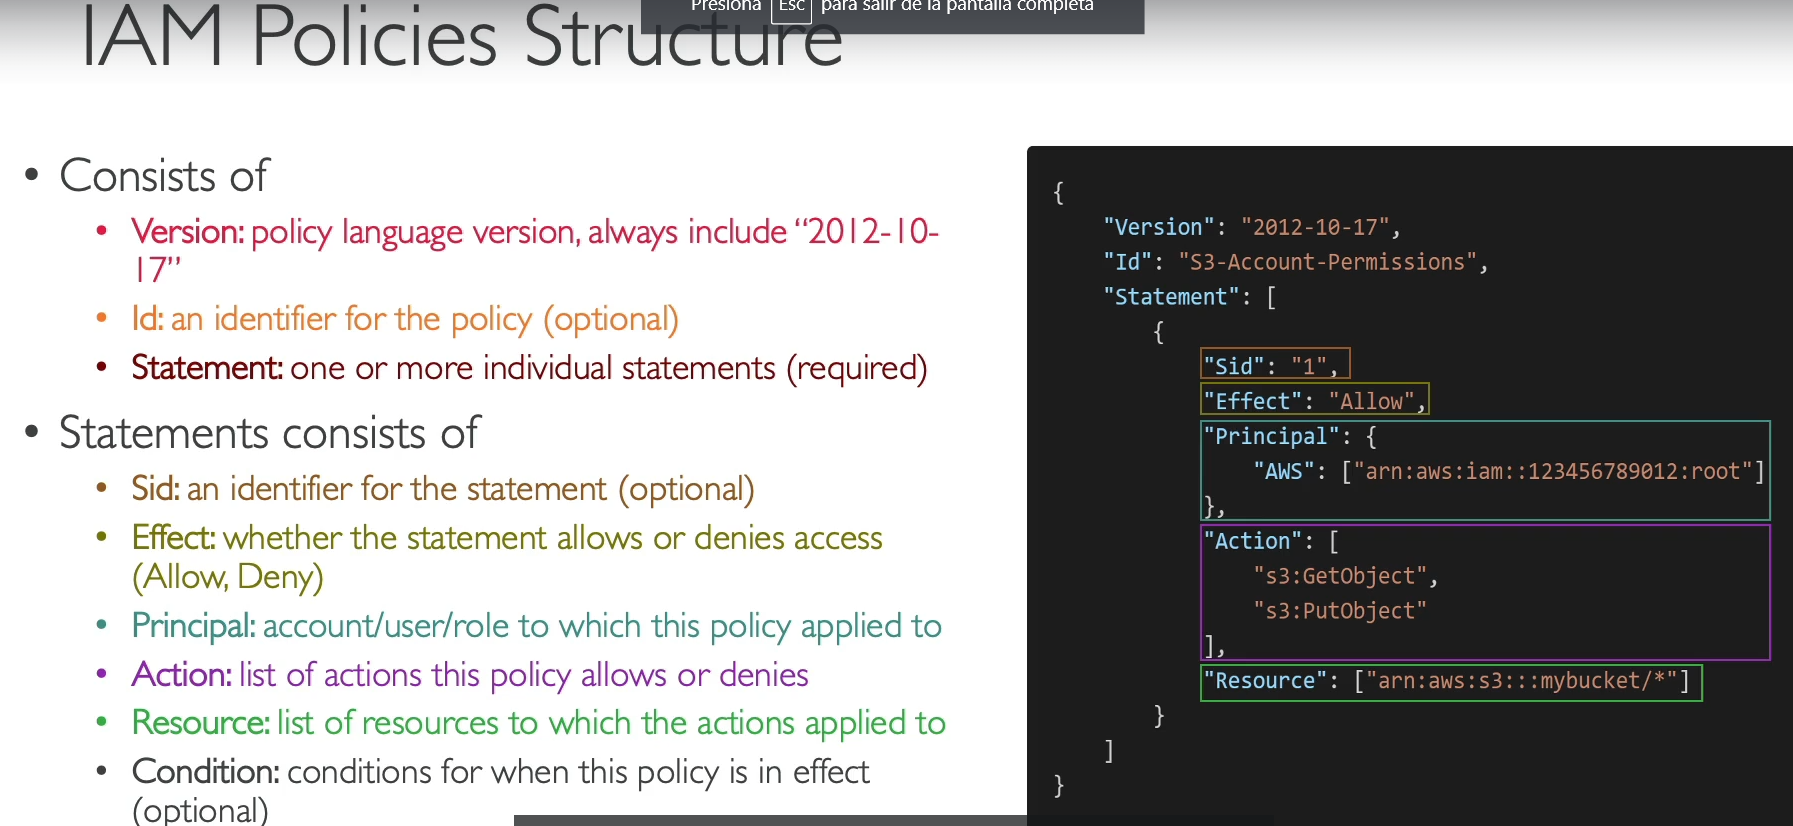 Presiona Esc para salir de la pantalla completa
IAM Policies Structure
• Consists of
• Version: policy language version, always include “2012-10-
17”
• Id: an identifier for the policy (optional)
• Statement: one or more individual statements (required)
• Statements consists of
• Sid: an identifier for the statement (optional)
• Effect: whether the statement allows or denies access
(Allow, Deny)
• Principal: account/user/role to which this policy applied to
• Action: list of actions this policy allows or denies
• Resource: list of resources to which the actions applied to
• Condition: conditions for when this policy is in effect
(optional)
{
"Version": "2012-10-17",
"Id": "S3-Account-Permissions",
"Statement": [
{
"Sid": "1",
"Effect": "Allow",
"Principal": {
"AWS": ["arn:aws:iam::123456789012:root"]
},
"Action": [
"s3:GetObject",
"s3:PutObject"
],
"Resource": ["arn:aws:s3:::mybucket/*"]
}
]
}